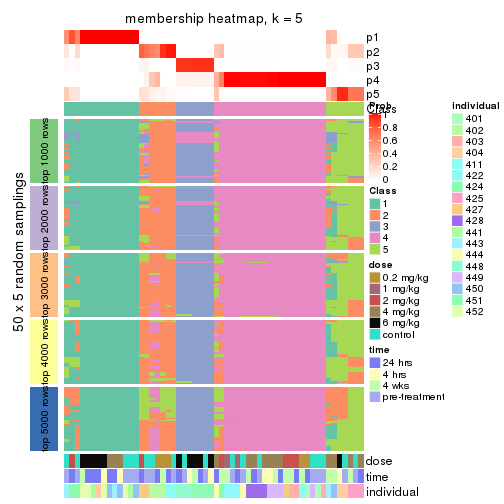 membership heatmap, k = 5
p1
p2
p3
p4
p5
Class
50 x 5 random samplings
top 1000 rows
top 2000 rows
top 3000 rows
top 4000 rows
top 5000 rows
dose
time
individual
Prob
1
0.8
0.6
0.4
0.2
0
Class
1
2
3
4
5
dose
0.2 mg/kg
1 mg/kg
2 mg/kg
4 mg/kg
6 mg/kg
control
time
24 hrs
4 hrs
4 wks
pre-treatment
individual
401
402
403
404
411
422
424
425
427
428
441
443
444
448
449
450
451
452